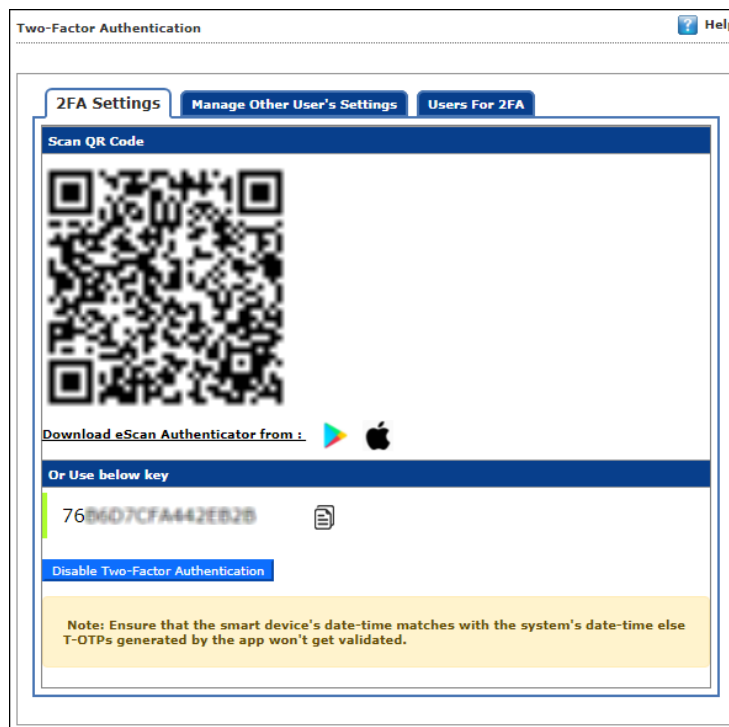 Two-Factor Authentication
Help
2FA Settings
Manage Other User's Settings
Users For 2FA
Scan QR Code
Download eScan Authenticator from :
Or Use below key
76
Disable Two-Factor Authentication
Note: Ensure that the smart device's date-time matches with the system's date-time else
T-OTPs generated by the app won't get validated.